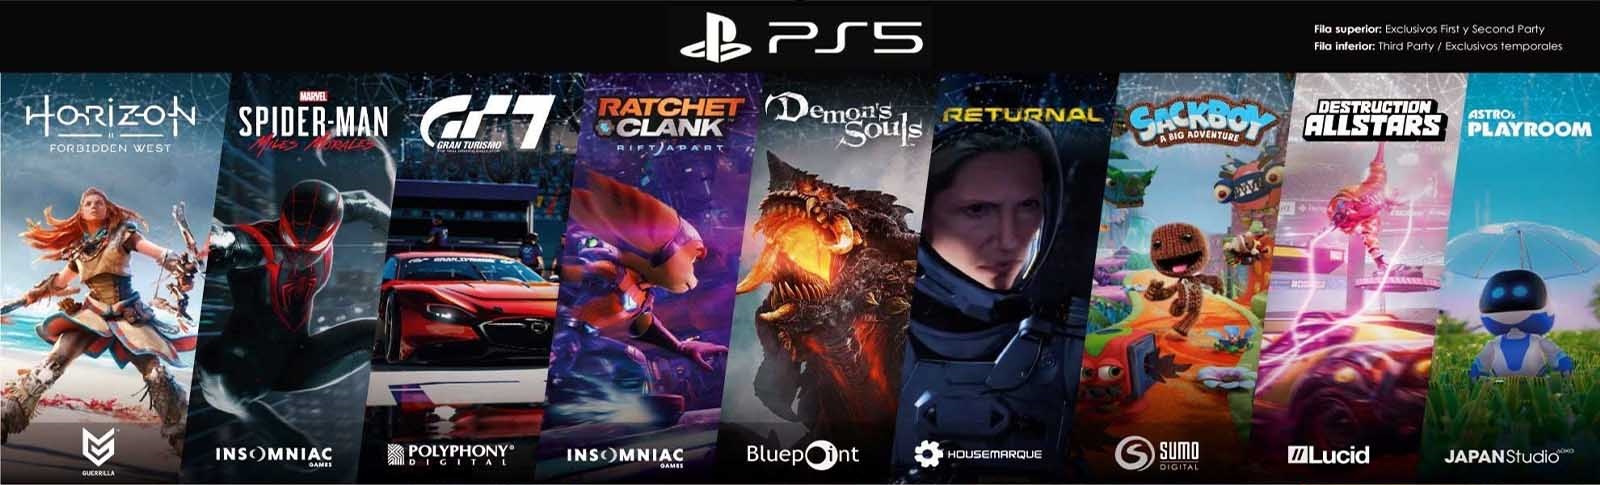 PS5
Fila superior: Exclusivos First y Second Party
Fila inferior: Third Party / Exclusivos temporales
HORIZON
FORBIDDEN WEST
MARVEL
SPIDER-MAN
MILES MORALES
GT7
GRAN TURISMO
RATCHET
CLANK
RIFT APART
Demon's
Souls
RETURNAL
SACKBOY
A BIG ADVENTURE
DESTRUCTION
ALLSTARS
ASTRO's
PLAYROOM
GUERRILLA
INSOMNIAC
GAMES
POLYPHONY
DIGITAL
INSOMNIAC
GAMES
Bluepoint
HOUSEMARQUE
SUMO
DIGITAL
Lucid
JAPANStudio